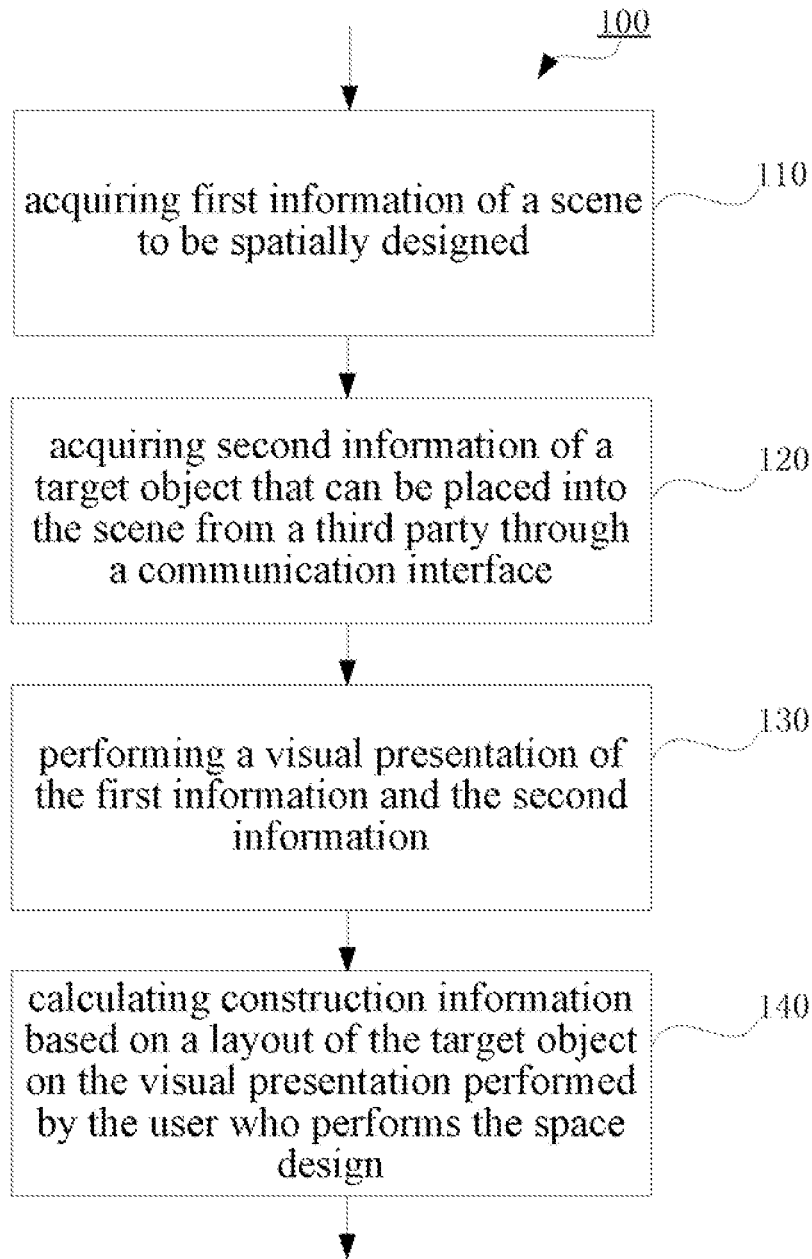 100
acquiring first information of a scene
to be spatially designed
110
acquiring second information of a
target object that can be placed into
the scene from a third party through
a communication interface
120
performing a visual presentation of
the first information and the second
information
130
calculating construction information
based on a layout of the target object
on the visual presentation performed
by the user who performs the space
design
140